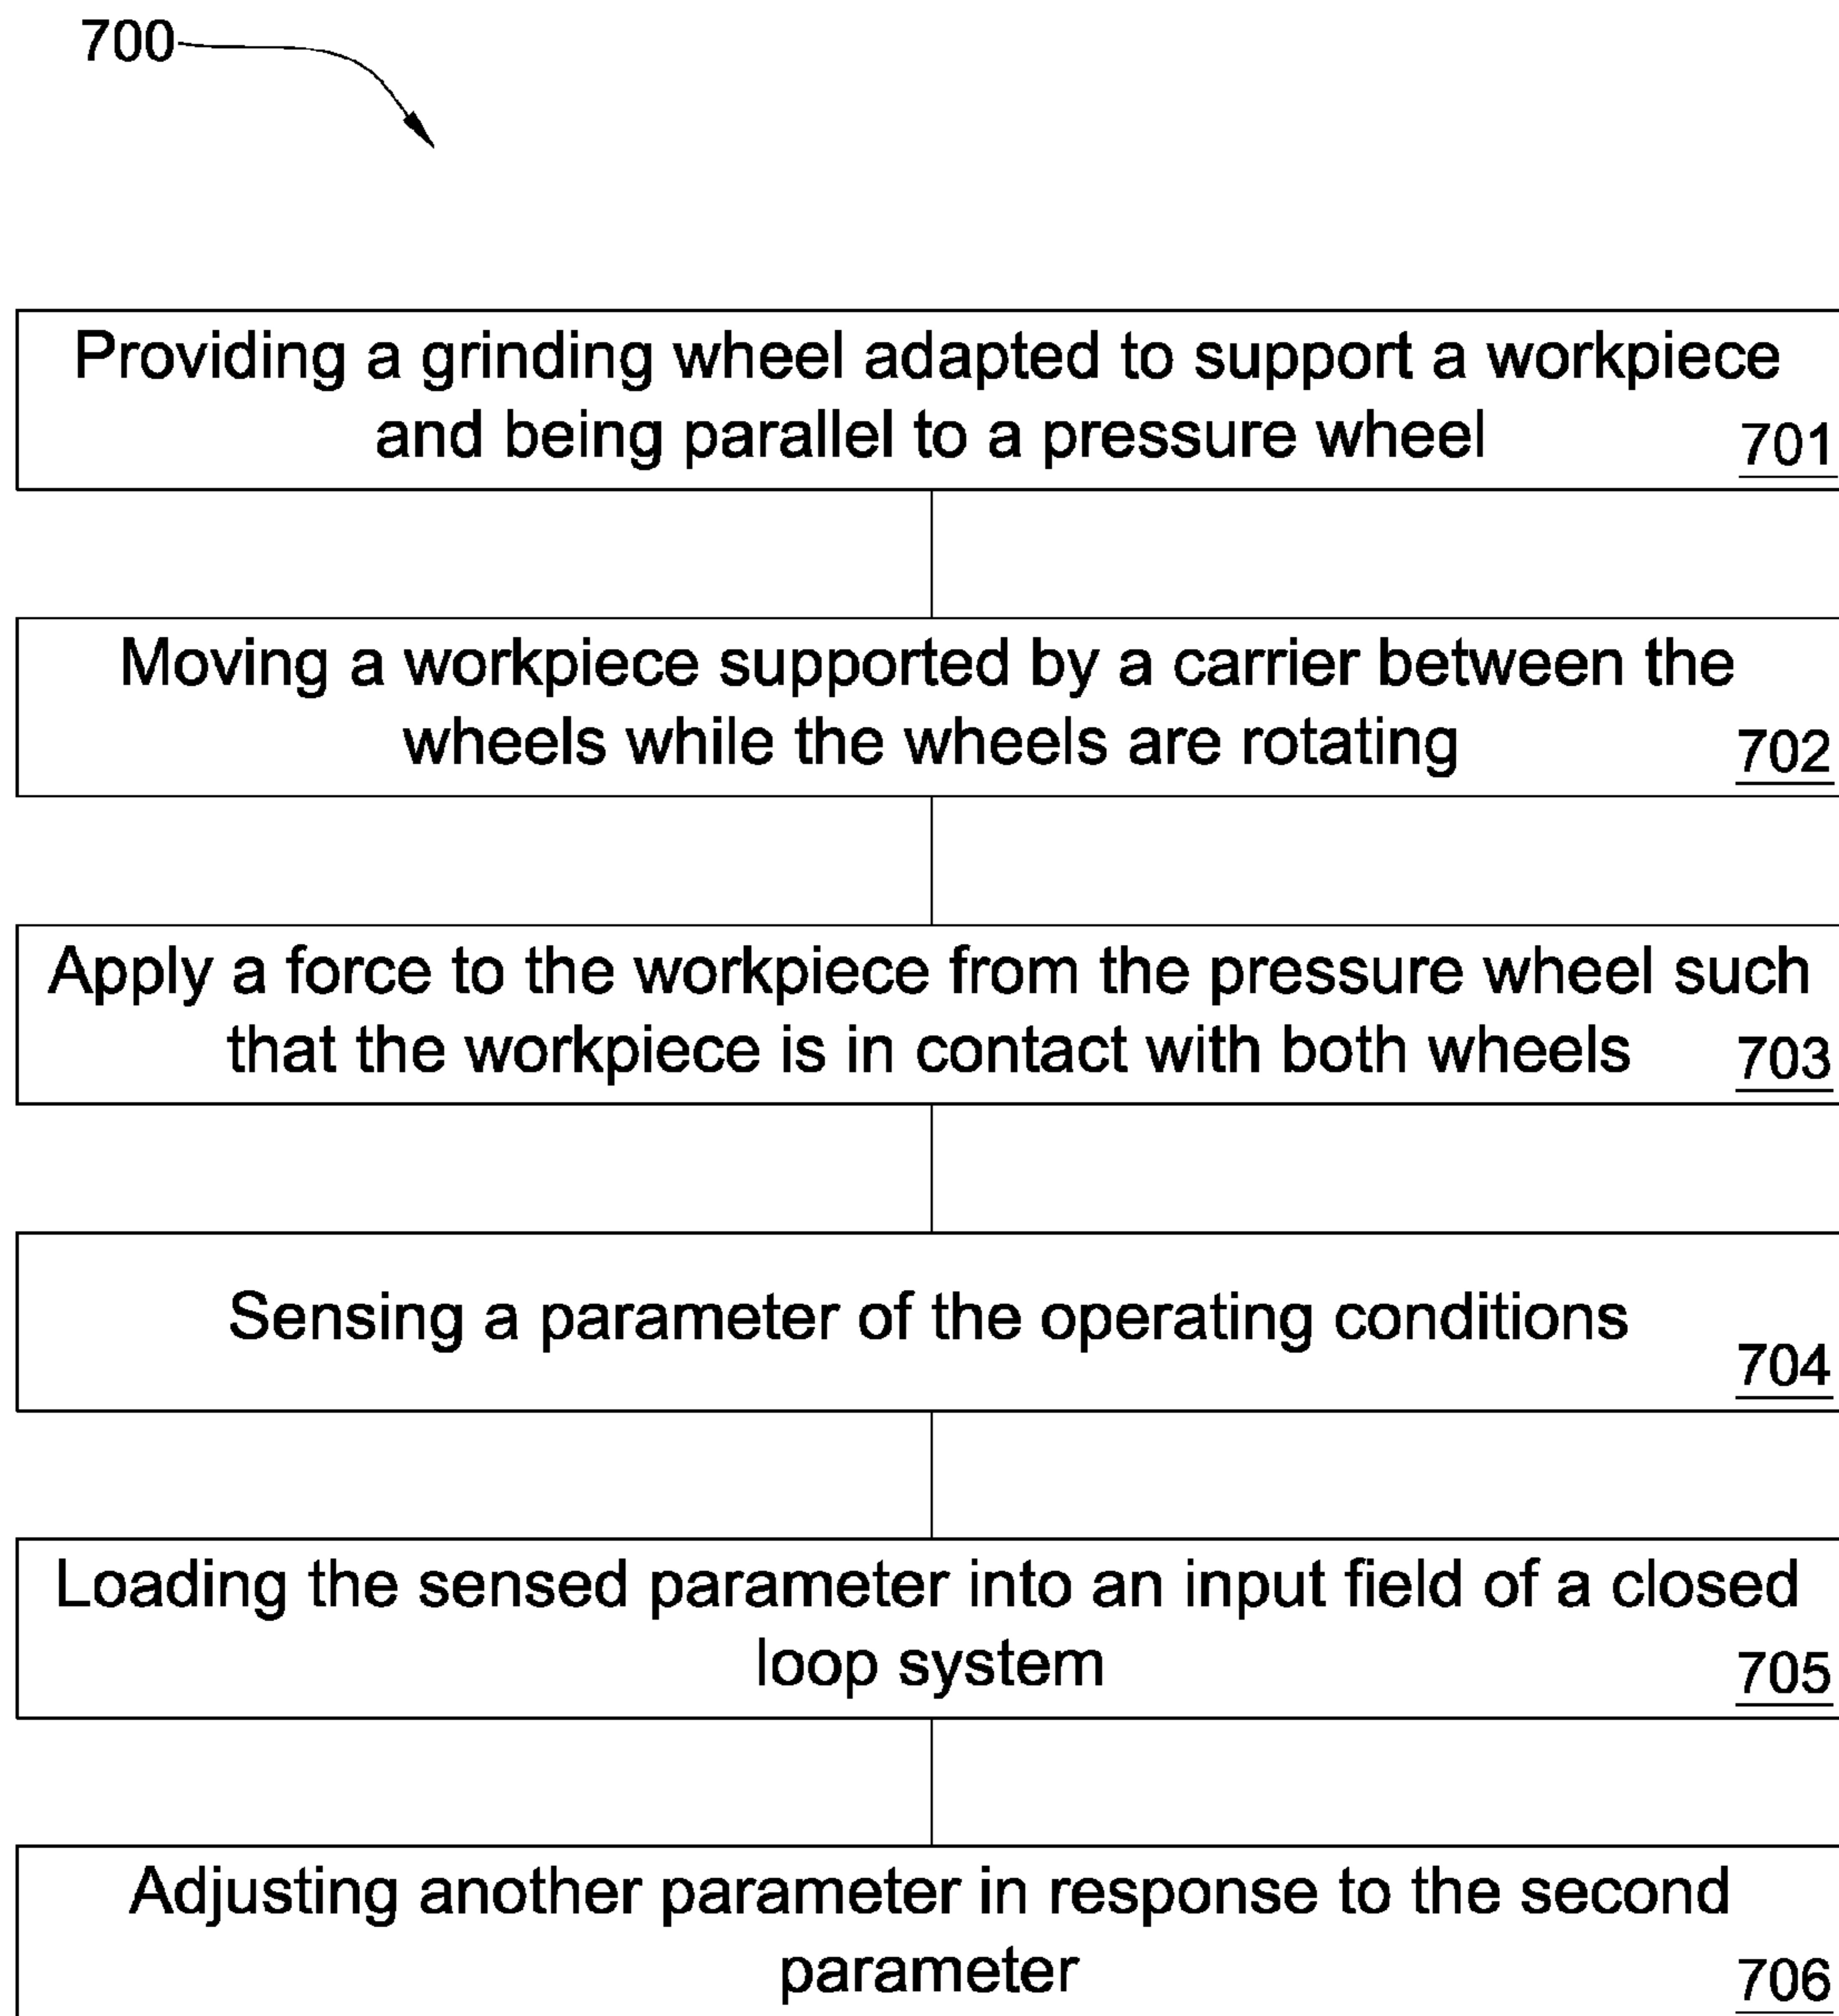 700
Providing a grinding wheel adapted to support a workpiece
and being parallel to a pressure wheel
701
Moving a workpiece supported by a carrier between the
wheels while the wheels are rotating
702
Apply a force to the workpiece from the pressure wheel such
that the workpiece is in contact with both wheels
703
Sensing a parameter of the operating conditions
704
Loading the sensed parameter into an input field of a closed
loop system
705
Adjusting another parameter in response to the second
parameter
706